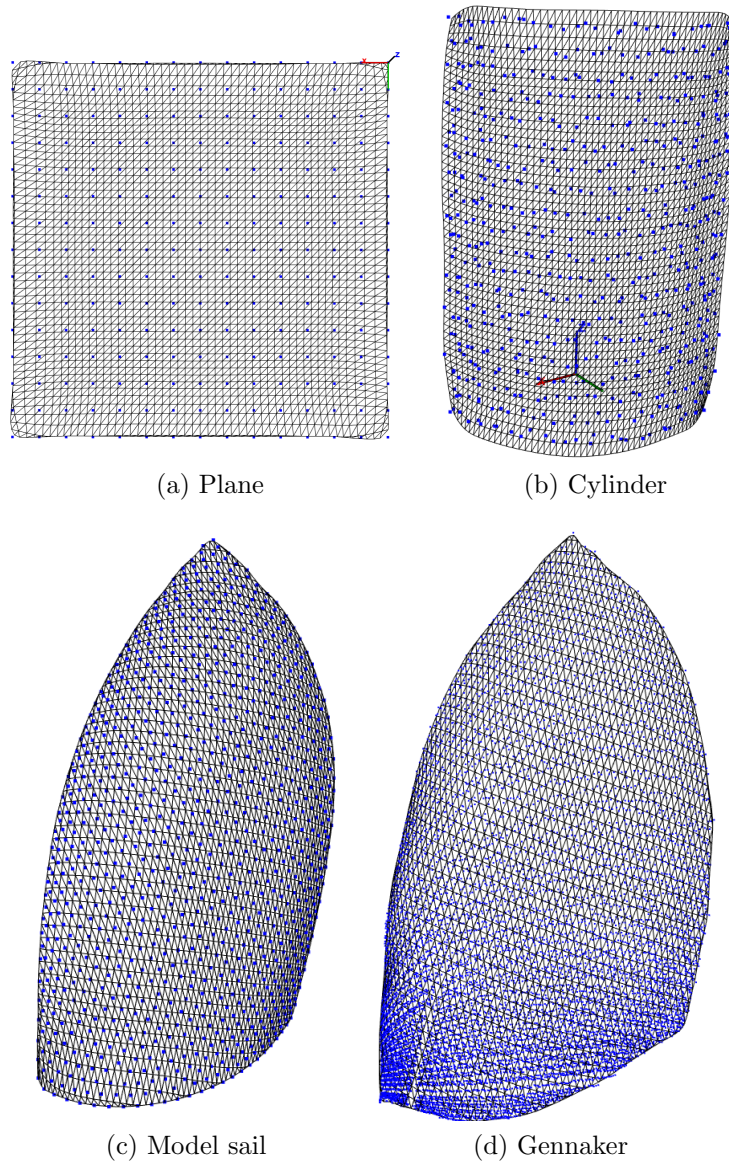 x
z
(a) Plane
(b) Cylinder
(c) Model sail
(d) Gennaker